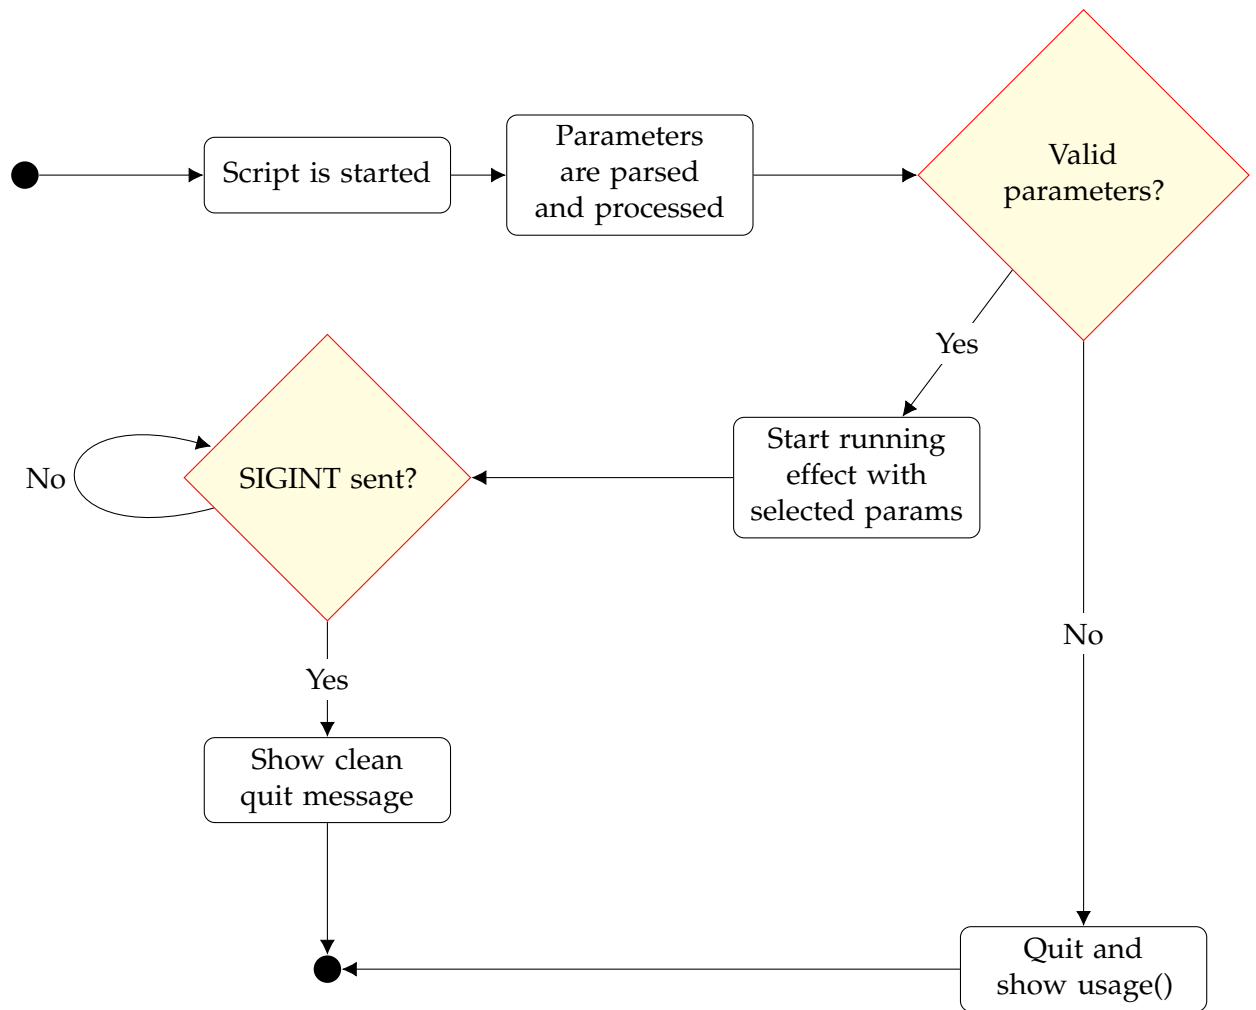 Script is started
Parameters
are parsed
and processed
Valid
parameters?
Yes
Start running
effect with
selected params
SIGINT sent?
No
No
Yes
Show clean
quit message
Quit and
show usage()